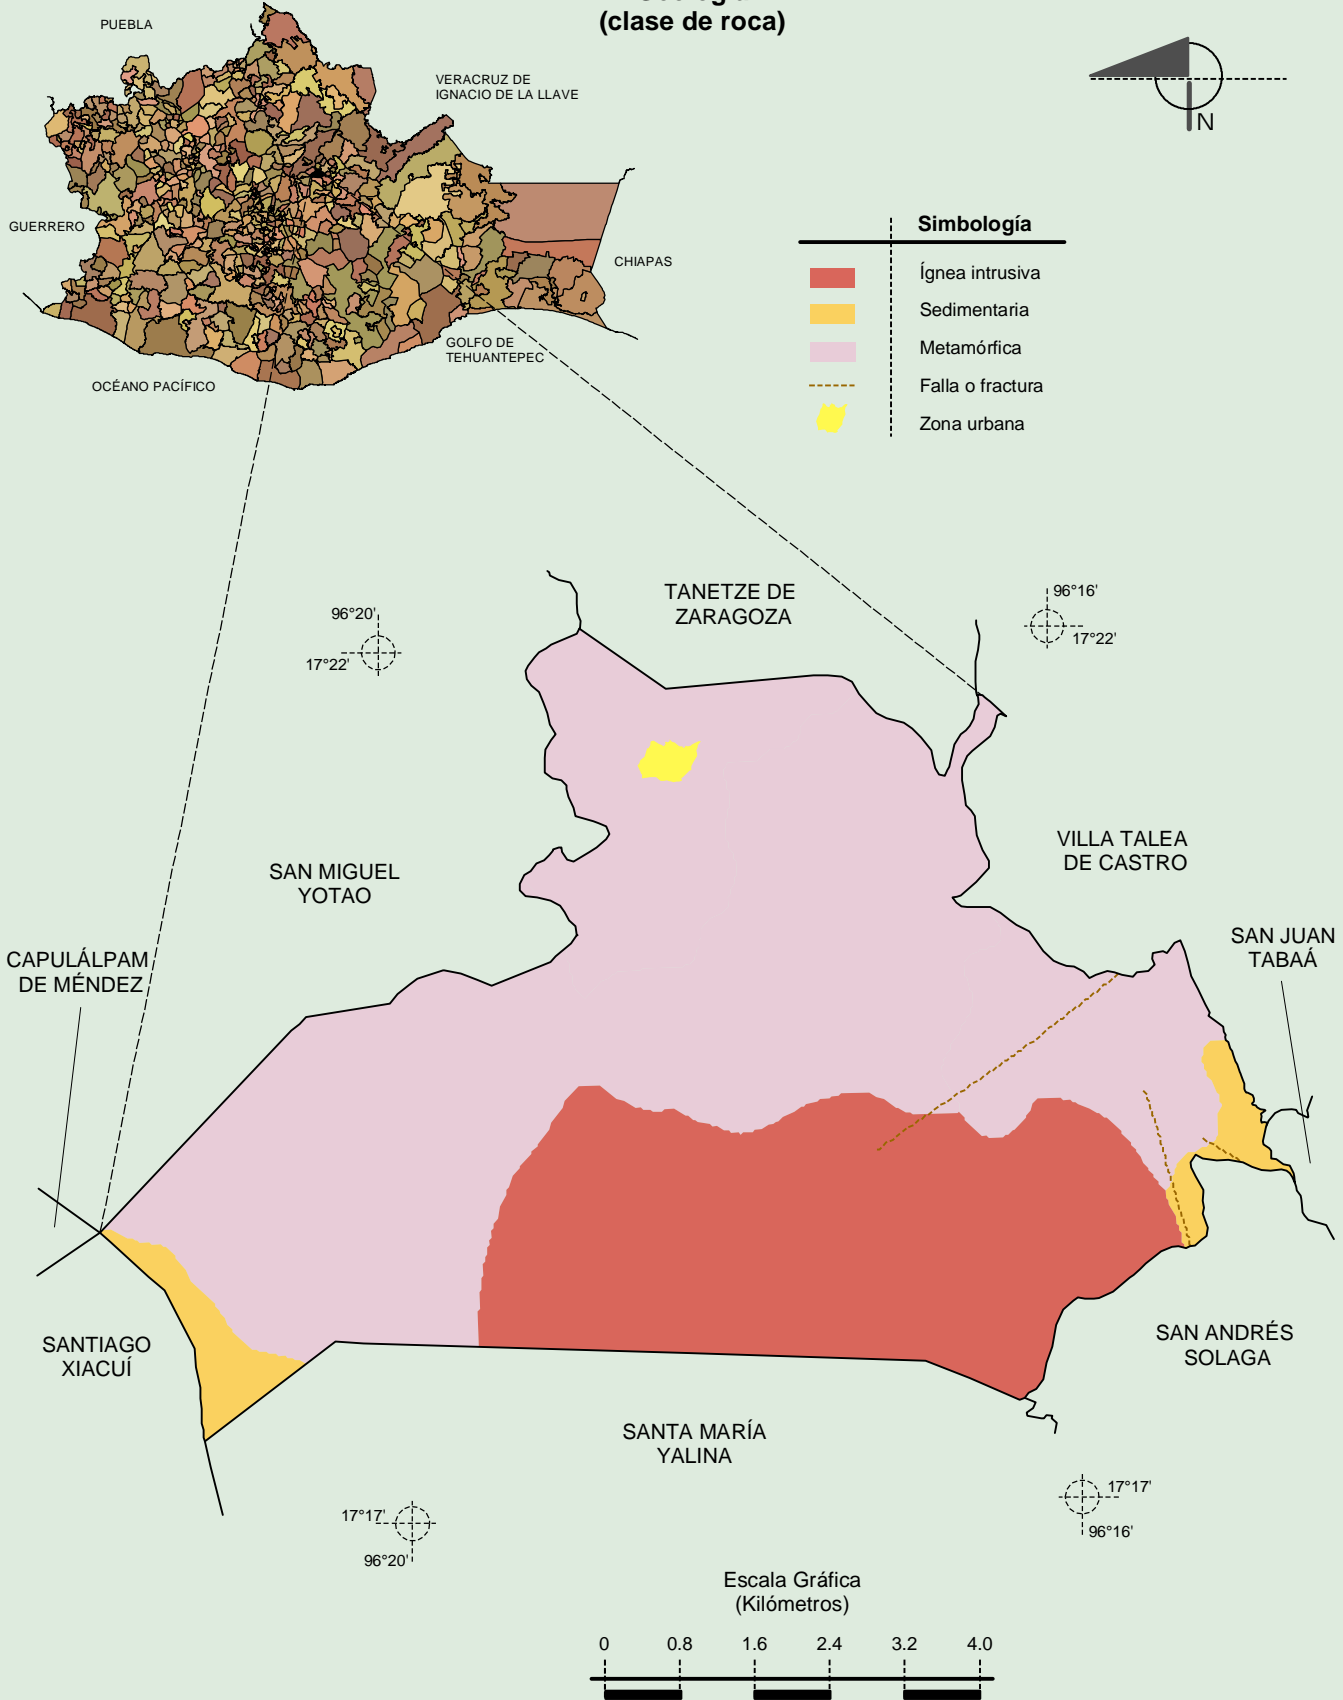 (clase de roca)
PUEBLA
VERACRUZ DE
IGNACIO DE LA LLAVE
GUERRERO
CHIAPAS
GOLFO DE
TEHUANTEPEC
OCÉANO PACÍFICO
N
Simbología
Ígnea intrusiva
Sedimentaria
Metamórfica
Falla o fractura
Zona urbana
TANETZE DE
ZARAGOZA
96°20'
17°22'
96°16'
17°22'
VILLA TALEA
DE CASTRO
SAN MIGUEL
YOTAO
SAN JUAN
TABAÁ
CAPULÁLPAM
DE MÉNDEZ
SANTIAGO
XIACUÍ
SAN ANDRÉS
SOLAGA
SANTA MARÍA
YALINA
17°17'
96°20'
17°17'
96°16'
Escala Gráfica
(Kilómetros)
0 0.8 1.6 2.4 3.2 4.0